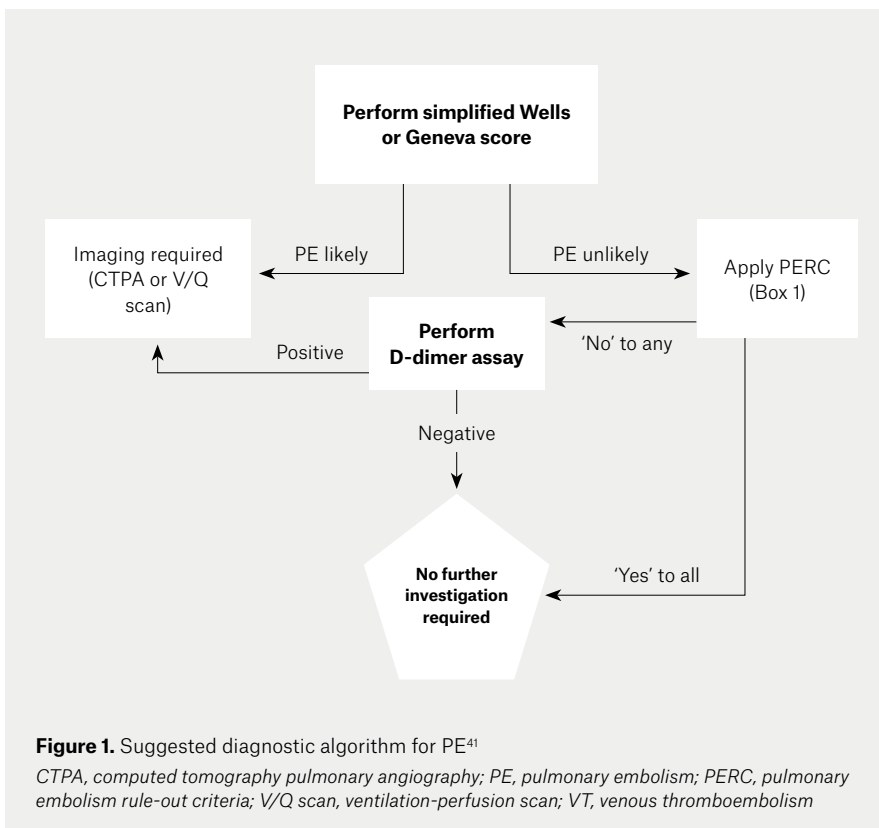 Perform simplified Wells
or Geneva score
PE likely
PE unlikely
Imaging required
(CTPA or V/Q
scan)
Apply PERC
(Box 1)
Perform
D-dimer assay
‘No’ to any
Positive
Negative
No further
investigation
required
‘Yes’ to all
Figure 1. Suggested diagnostic algorithm for PE41
CTPA, computed tomography pulmonary angiography; PE, pulmonary embolism; PERC, pulmonary
embolism rule-out criteria; V/Q scan, ventilation-perfusion scan; VT, venous thromboembolism